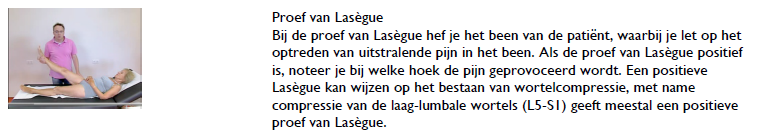 Proef van Lasègue
Bij de proef van Lasègue hef je het been van de patiënt, waarbij je let op het
optreden van uitstralende pijn in het been. Als de proef van Lasègue positief
is, noteer je bij welke hoek de pijn geprovoceerd wordt. Een positieve
Lasègue kan wijzen op het bestaan van wortelcompressie, met name
compressie van de laag-lumbale wortels (L5-S1) geeft meestal een positieve
proef van Lasègue.